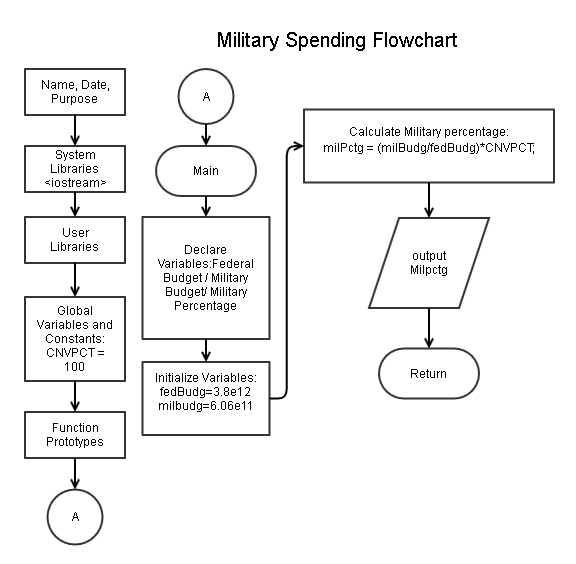 Military Spending Flowchart
Name, Date,
Purpose
System
Libraries
<iostream>
User
Libraries
Global
Variables and
Constants:
CNVPCT =
100
Function
Prototypes
A
A
Main
Declare
Variables:Federal
Budget / Military
Budget/ Military
Percentage
Initialize Variables:
fedBudg=3.8e12
milbudg=6.06e11
Calculate Military percentage:
milPctg = (milBudg/fedBudg)*CNVPCT;
output
Milpctg
Return